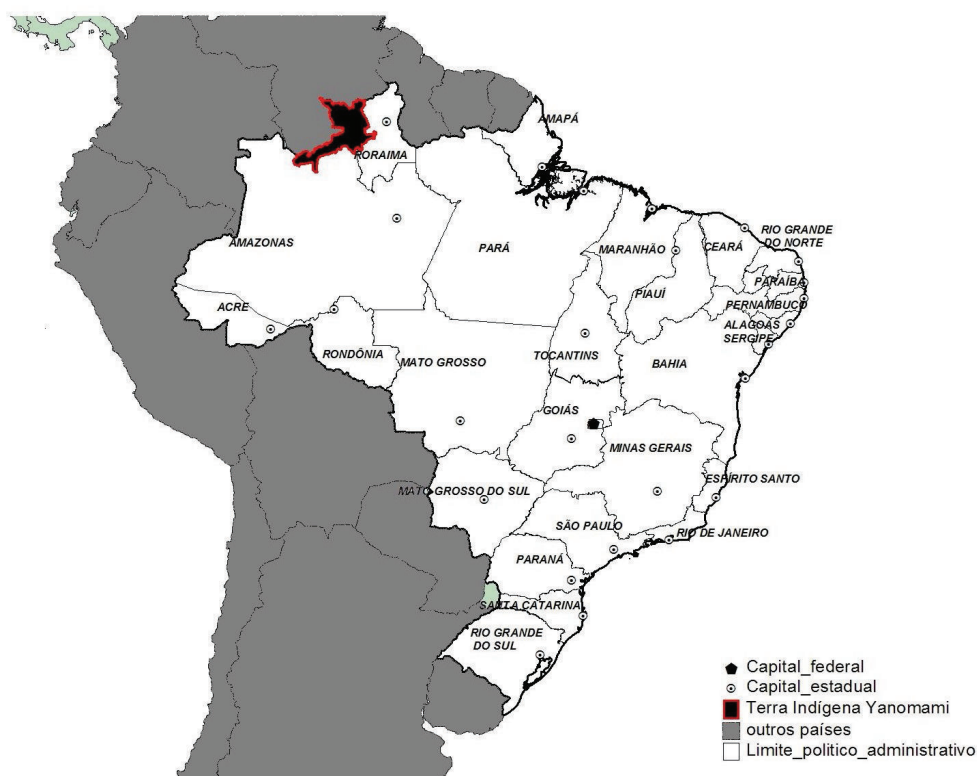 AMAPÁ
RORAIMA
AMAZONAS
PARÁ
MARANHÃO
CEARÁ
RIO GRANDE
DO NORTE
PARAÍBA
PIAUÍ
PERNAMBUCO
ACRE
ALAGOAS
SERGIPE
RONDÔNIA
MATO GROSSO
TOCANTINS
BAHIA
GOIÁS
MINAS GERAIS
ESPÍRITO SANTO
MATO GROSSO DO SUL
SÃO PAULO
RIO DE JANEIRO
PARANÁ
SANTA CATARINA
RIO GRANDE
DO SUL
Capital_federal
Capital_estadual
Terra Indígena Yanomami
outros países
Limite_politico_administrativo